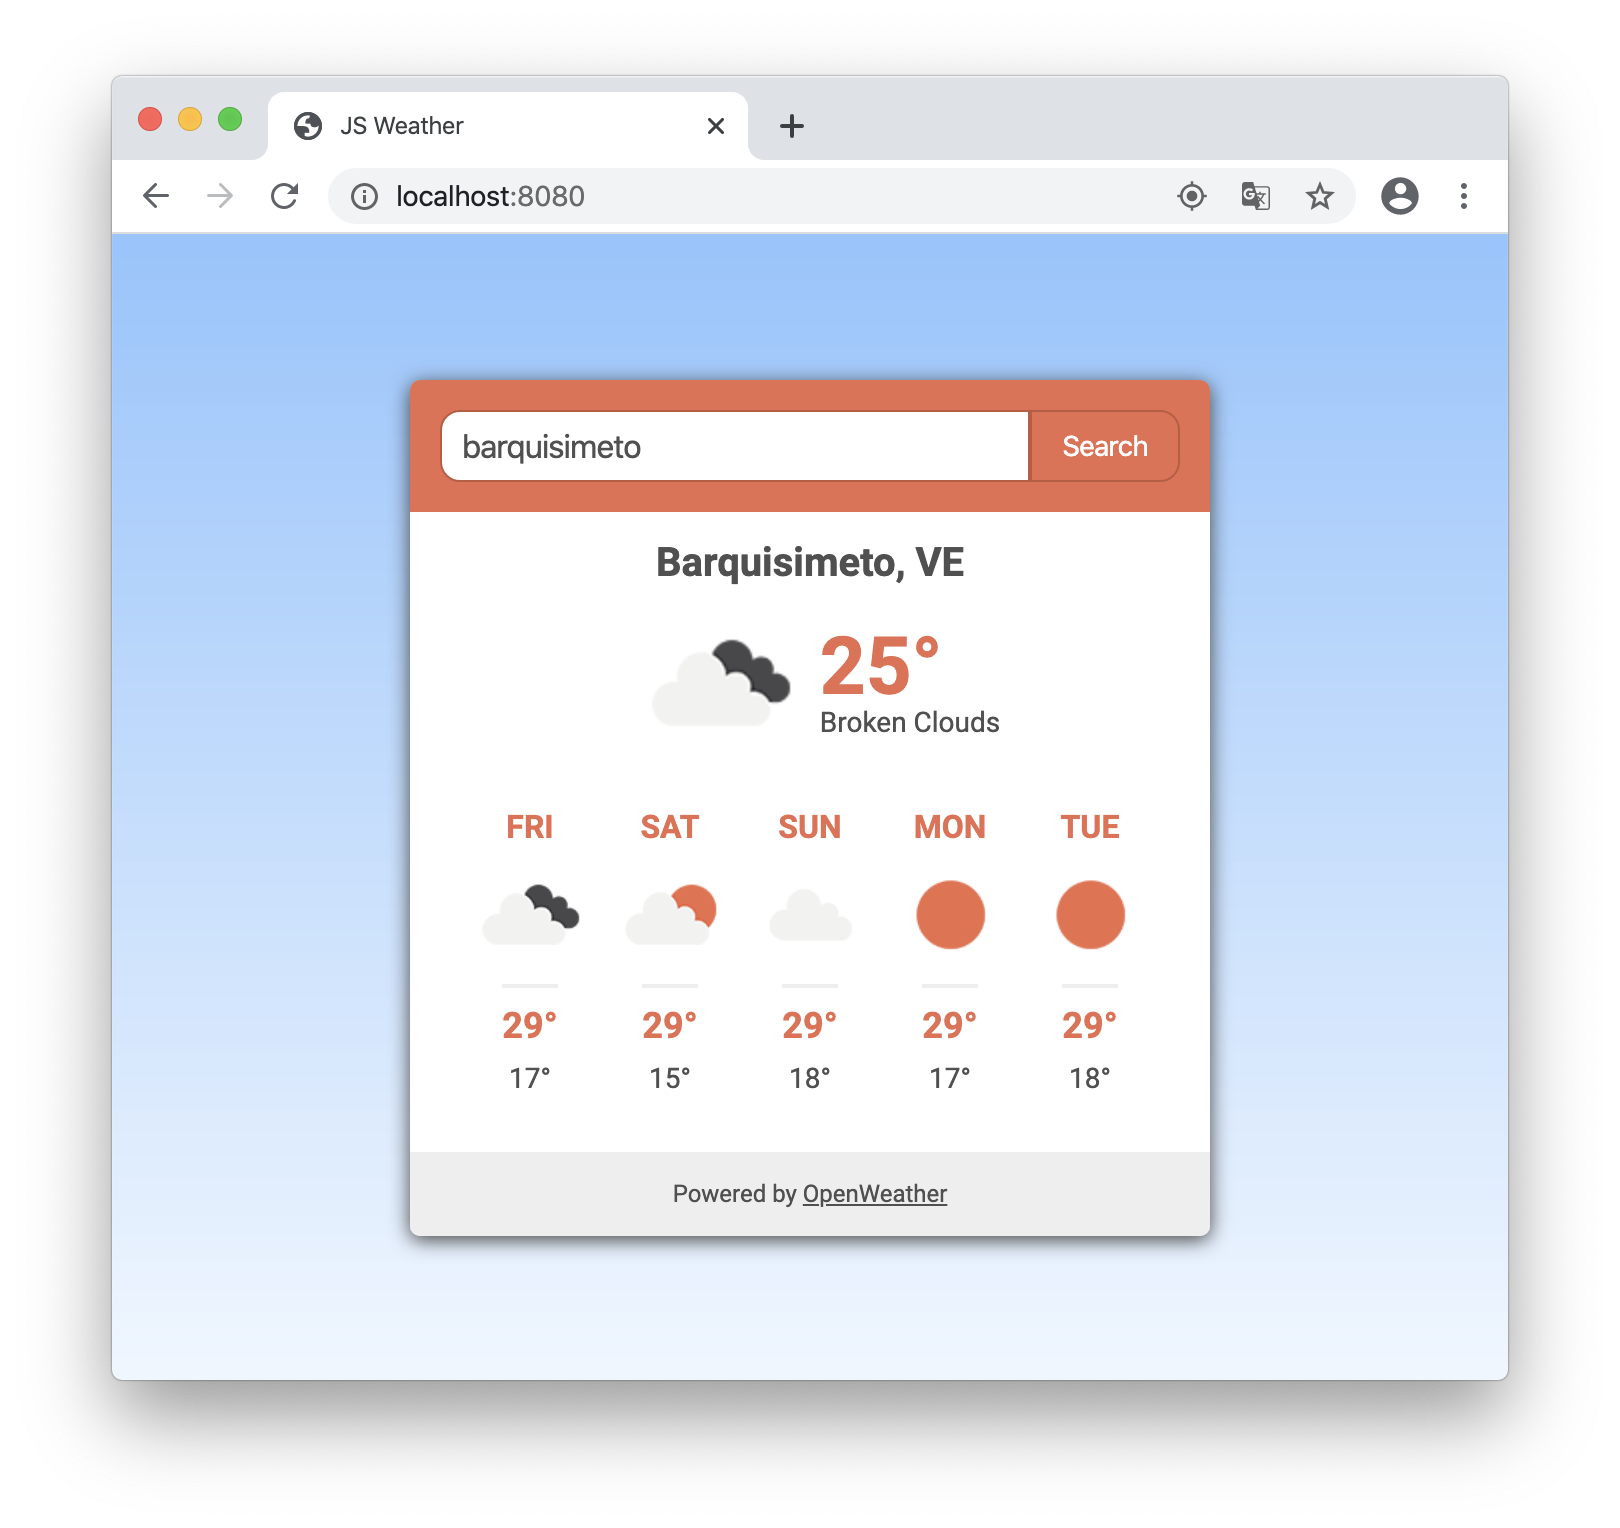 JS Weather
localhost:8080
barquisimeto
Search
Barquisimeto, VE
25°
Broken Clouds
FRI SAT SUN MON TUE
29° 29° 29° 29° 29°
17° 15° 18° 17° 18°
Powered by OpenWeather